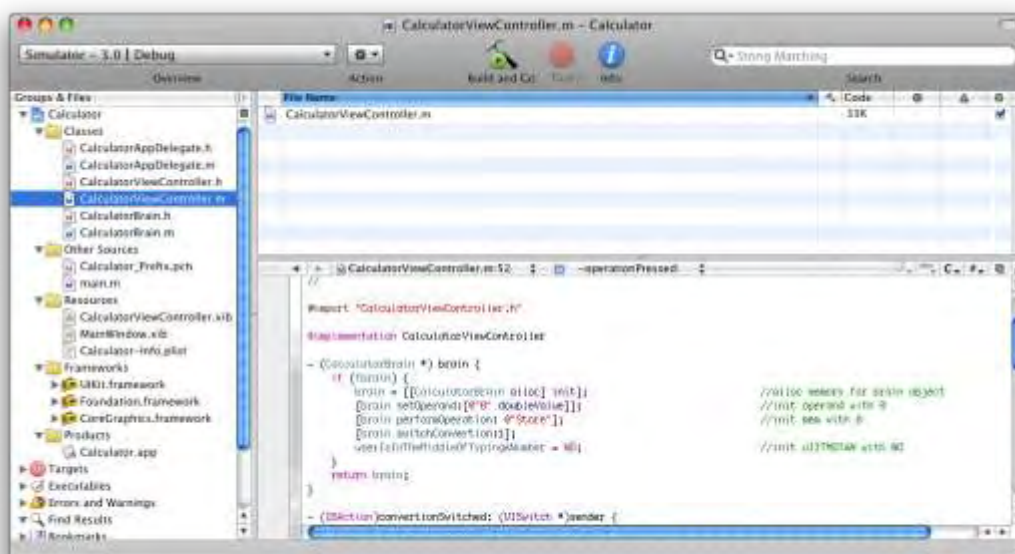 CalculatorViewController.m – Calculator
Simulator – 3.0 | Debug
String Matching
Overview
Action
Build and Go
Info
Search
Groups & Files
File Name
Code
Calculator
CalculatorViewController.m
33K
Classes
CalculatorAppDelegate.h
CalculatorAppDelegate.m
CalculatorViewController.h
CalculatorViewController.m
CalculatorBrain.h
CalculatorBrain.m
Other Sources
Calculator_Prefix.pch
main.m
Resources
CalculatorViewController.xib
MainWindow.xib
Calculator-Info.plist
Frameworks
UIKit.framework
Foundation.framework
CoreGraphics.framework
Products
Calculator.app
Targets
Executables
Errors and Warnings
Find Results
Bookmarks
CalculatorViewController.m:52
-operationPressed:
C, #,
//
#import "CalculatorViewController.h"
@implementation CalculatorViewController
- (CalculatorBrain *) brain {
if (!brain) {
brain = [[CalculatorBrain alloc] init]; //alloc memory for brain object
[brain setOperand:[@"0" doubleValue]]; //init operand with 0
[brain performOperation: @"Store"]; //init mem with 0
[brain switchConvertion:1];
userIsInTheMiddleOfTypingANumber = NO; //init uIITMOTAN with NO
}
return brain;
}
- (IBAction)convertionSwitched: (UISwitch *)sender {